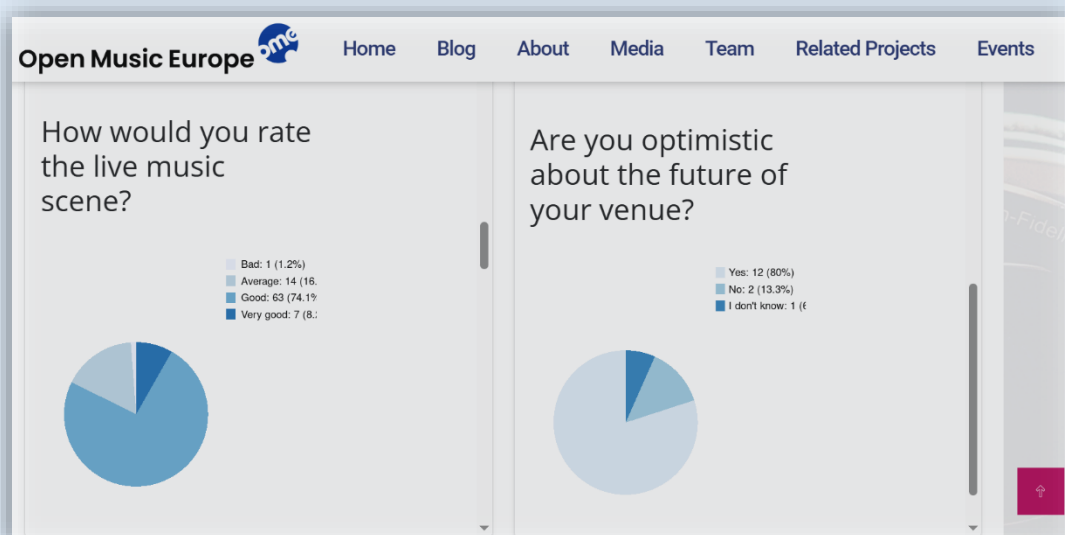 Open Music Europe ome Home Blog About Media Team Related Projects Events
How would you rate
the live music
scene?
Bad: 1 (1.2%)
Average: 14 (16.
Good: 63 (74.1%
Very good: 7 (8.
Are you optimistic
about the future of
your venue?
Yes: 12 (80%)
No: 2 (13.3%)
I don't know: 1 (